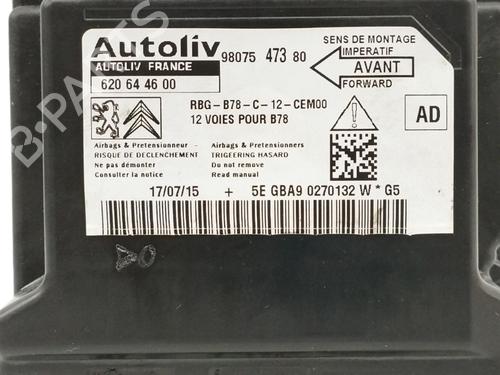 Autoliv
98075 473 80
SENS DE MONTAGE
IMPERATIF
AUTOLIV FRANCE
AVANT
620 64 46 00
FORWARD
RBG-B78-C-12-CEM00
12 VOIES POUR B78
AD
Airbags & Pretensionneur
RISQUE DE DECLENCHEMENT
Ne pas démonter
Consulter la notice
Airbags & Pretensionners
TRIGEERING HASARD
Do not remove
Read manual
17/07/15 + 5E GBA9 0270132 W * G5
B-PARTS